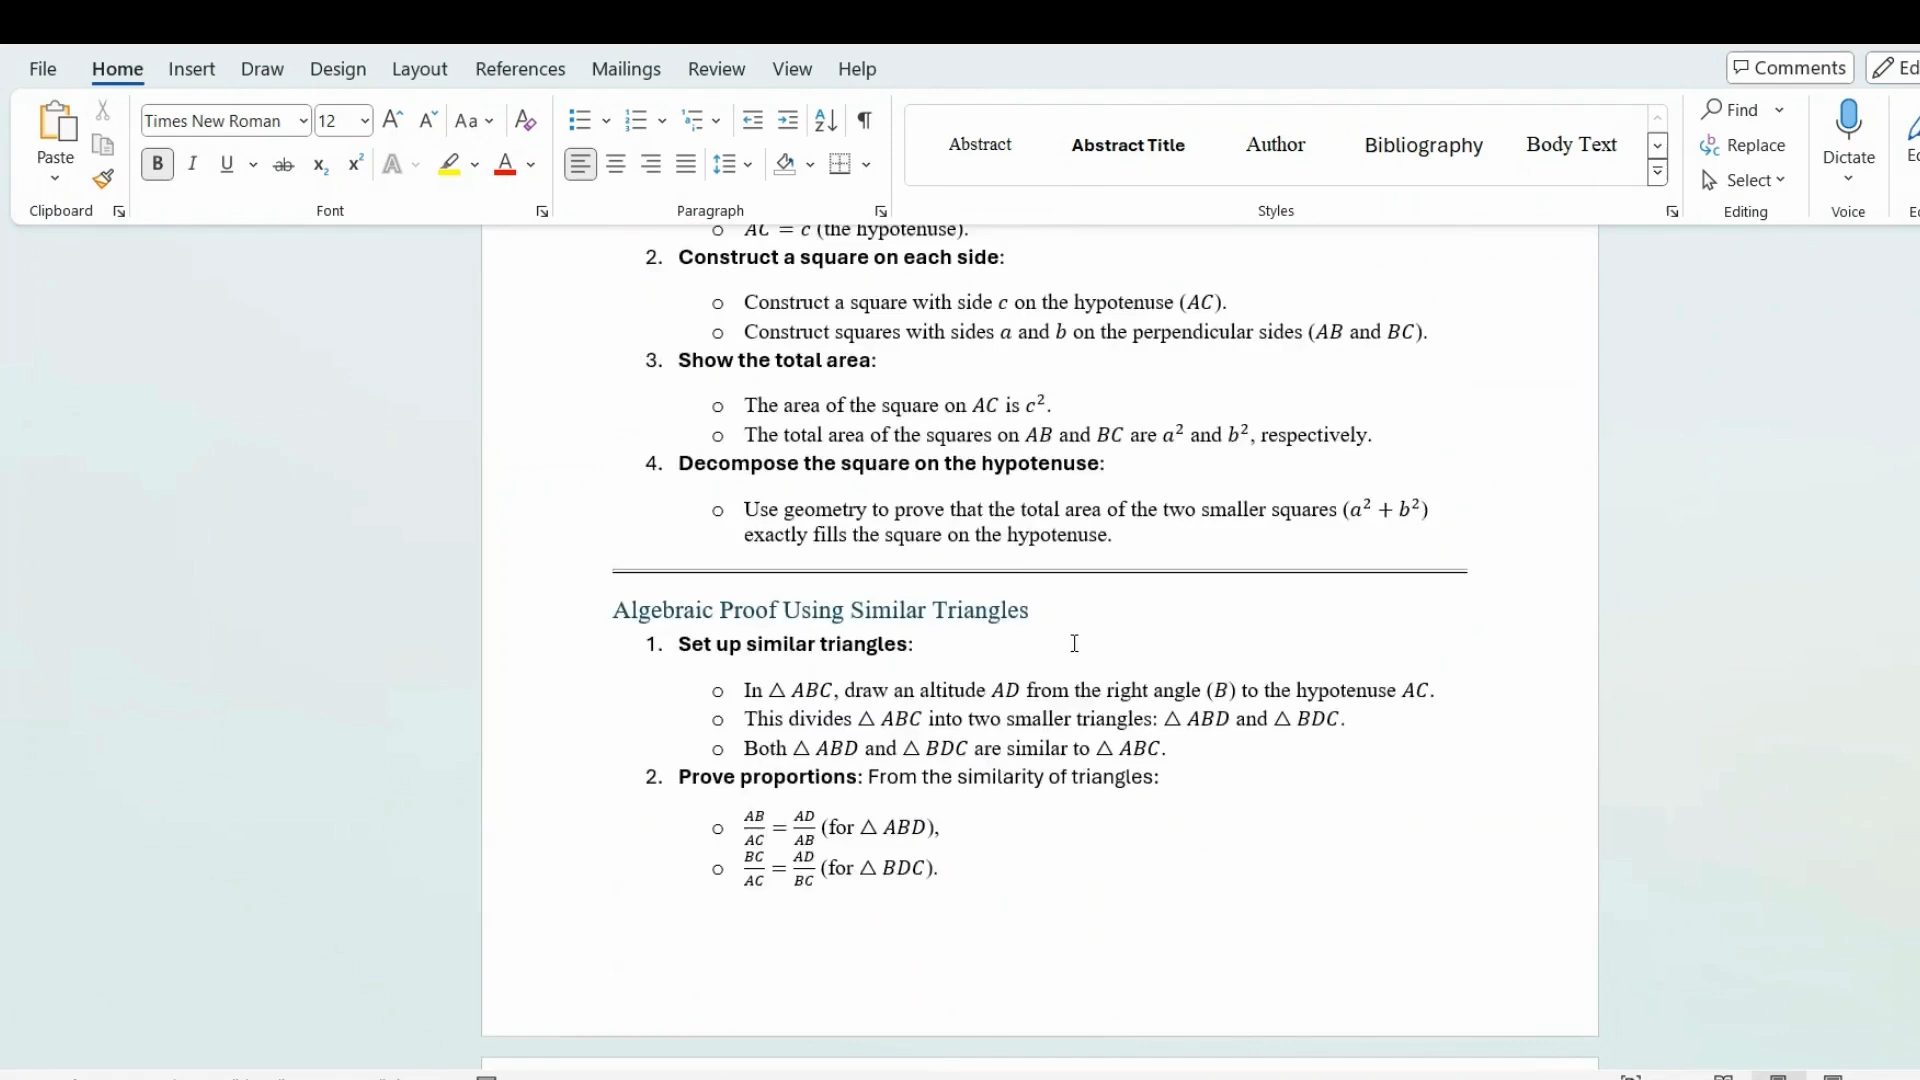 File Home Insert Draw Design Layout References Mailings Review View Help Comments Ed
Times New Roman 12 Aa
Paste
B I U ab x₂ x² A A
Clipboard Font Paragraph Styles Editing Voice
Abstract Abstract Title Author Bibliography Body Text
Find
Replace
Select
Dictate
AC = c (the hypotenuse).
2. Construct a square on each side:
○ Construct a square with side c on the hypotenuse (AC).
○ Construct squares with sides a and b on the perpendicular sides (AB and BC).
3. Show the total area:
○ The area of the square on AC is c².
○ The total area of the squares on AB and BC are a² and b², respectively.
4. Decompose the square on the hypotenuse:
○ Use geometry to prove that the total area of the two smaller squares (a² + b²)
exactly fills the square on the hypotenuse.
Algebraic Proof Using Similar Triangles
1. Set up similar triangles:
○ In △ ABC, draw an altitude AD from the right angle (B) to the hypotenuse AC.
○ This divides △ ABC into two smaller triangles: △ ABD and △ BDC.
○ Both △ ABD and △ BDC are similar to △ ABC.
2. Prove proportions: From the similarity of triangles:
○ AB/AC = AD/AB (for △ ABD),
○ BC/AC = AD/BC (for △ BDC).